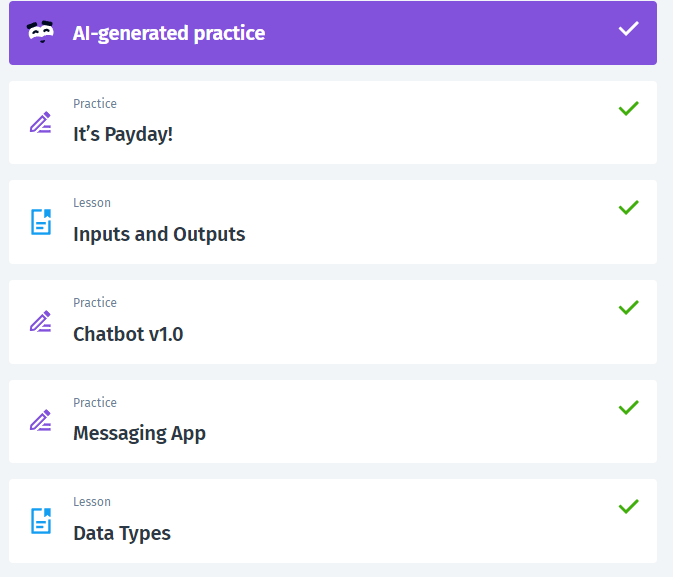 AI-generated practice
Practice
It’s Payday!
Lesson
Inputs and Outputs
Practice
Chatbot v1.0
Practice
Messaging App
Lesson
Data Types